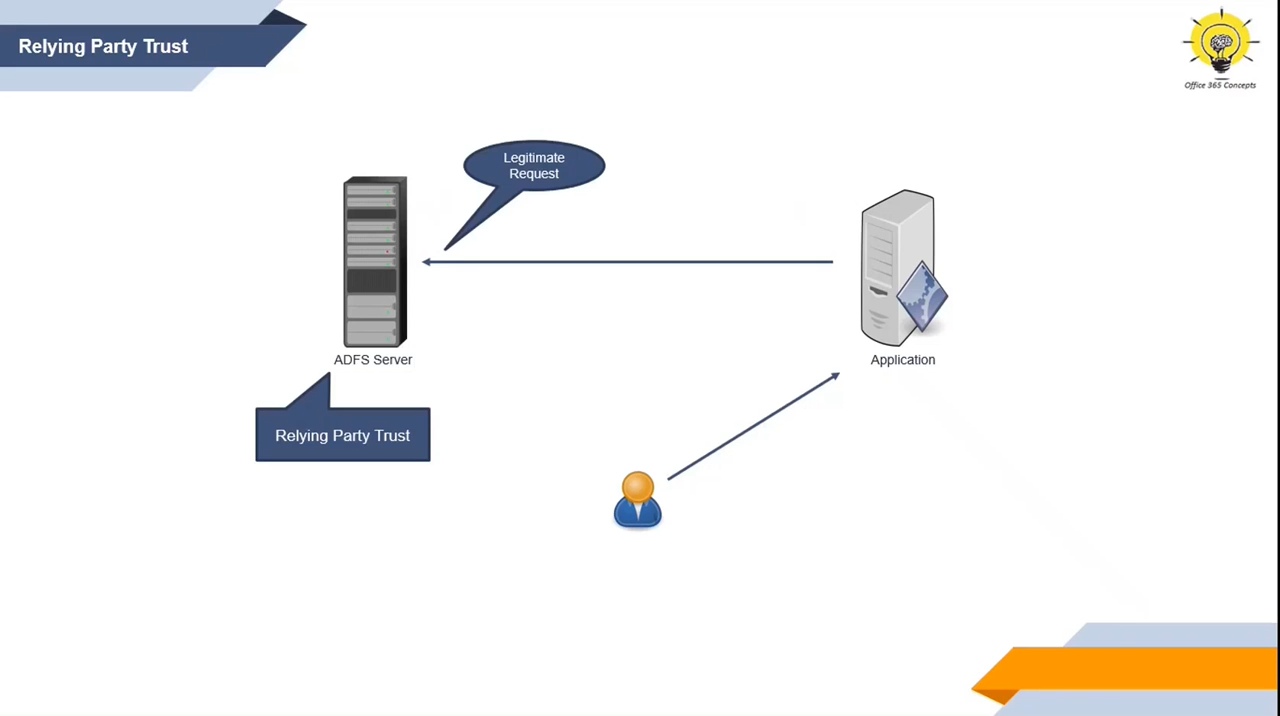 Relying Party Trust
Office 365 Concepts
Legitimate
Request
ADFS Server
Application
Relying Party Trust